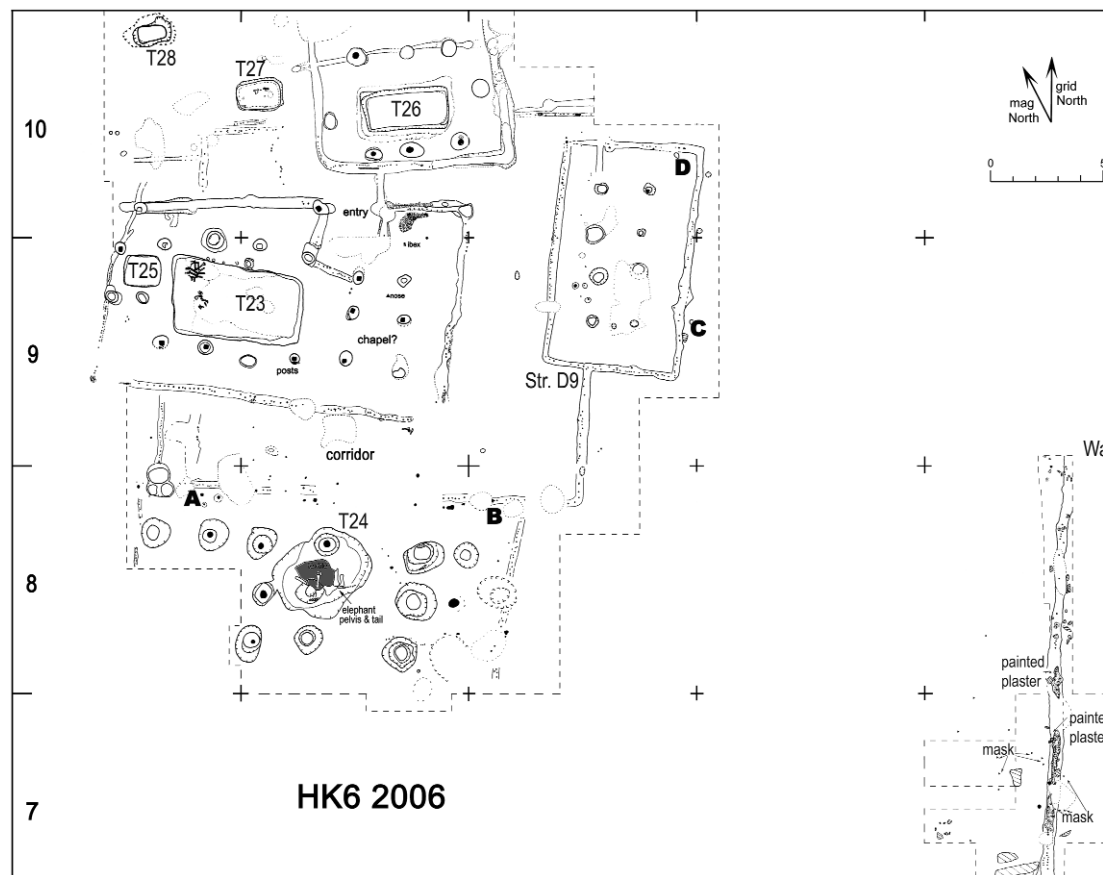 T28
T27
T26
10
mag
North
grid
North
0
5
D
entry
ibex
T25
T23
nose
chapel?
C
9
posts
Str. D9
corridor
Wa
A
B
T24
8
elephant
pelvis & tail
painted
plaster
painte
plaste
mask
HK6 2006
7
mask